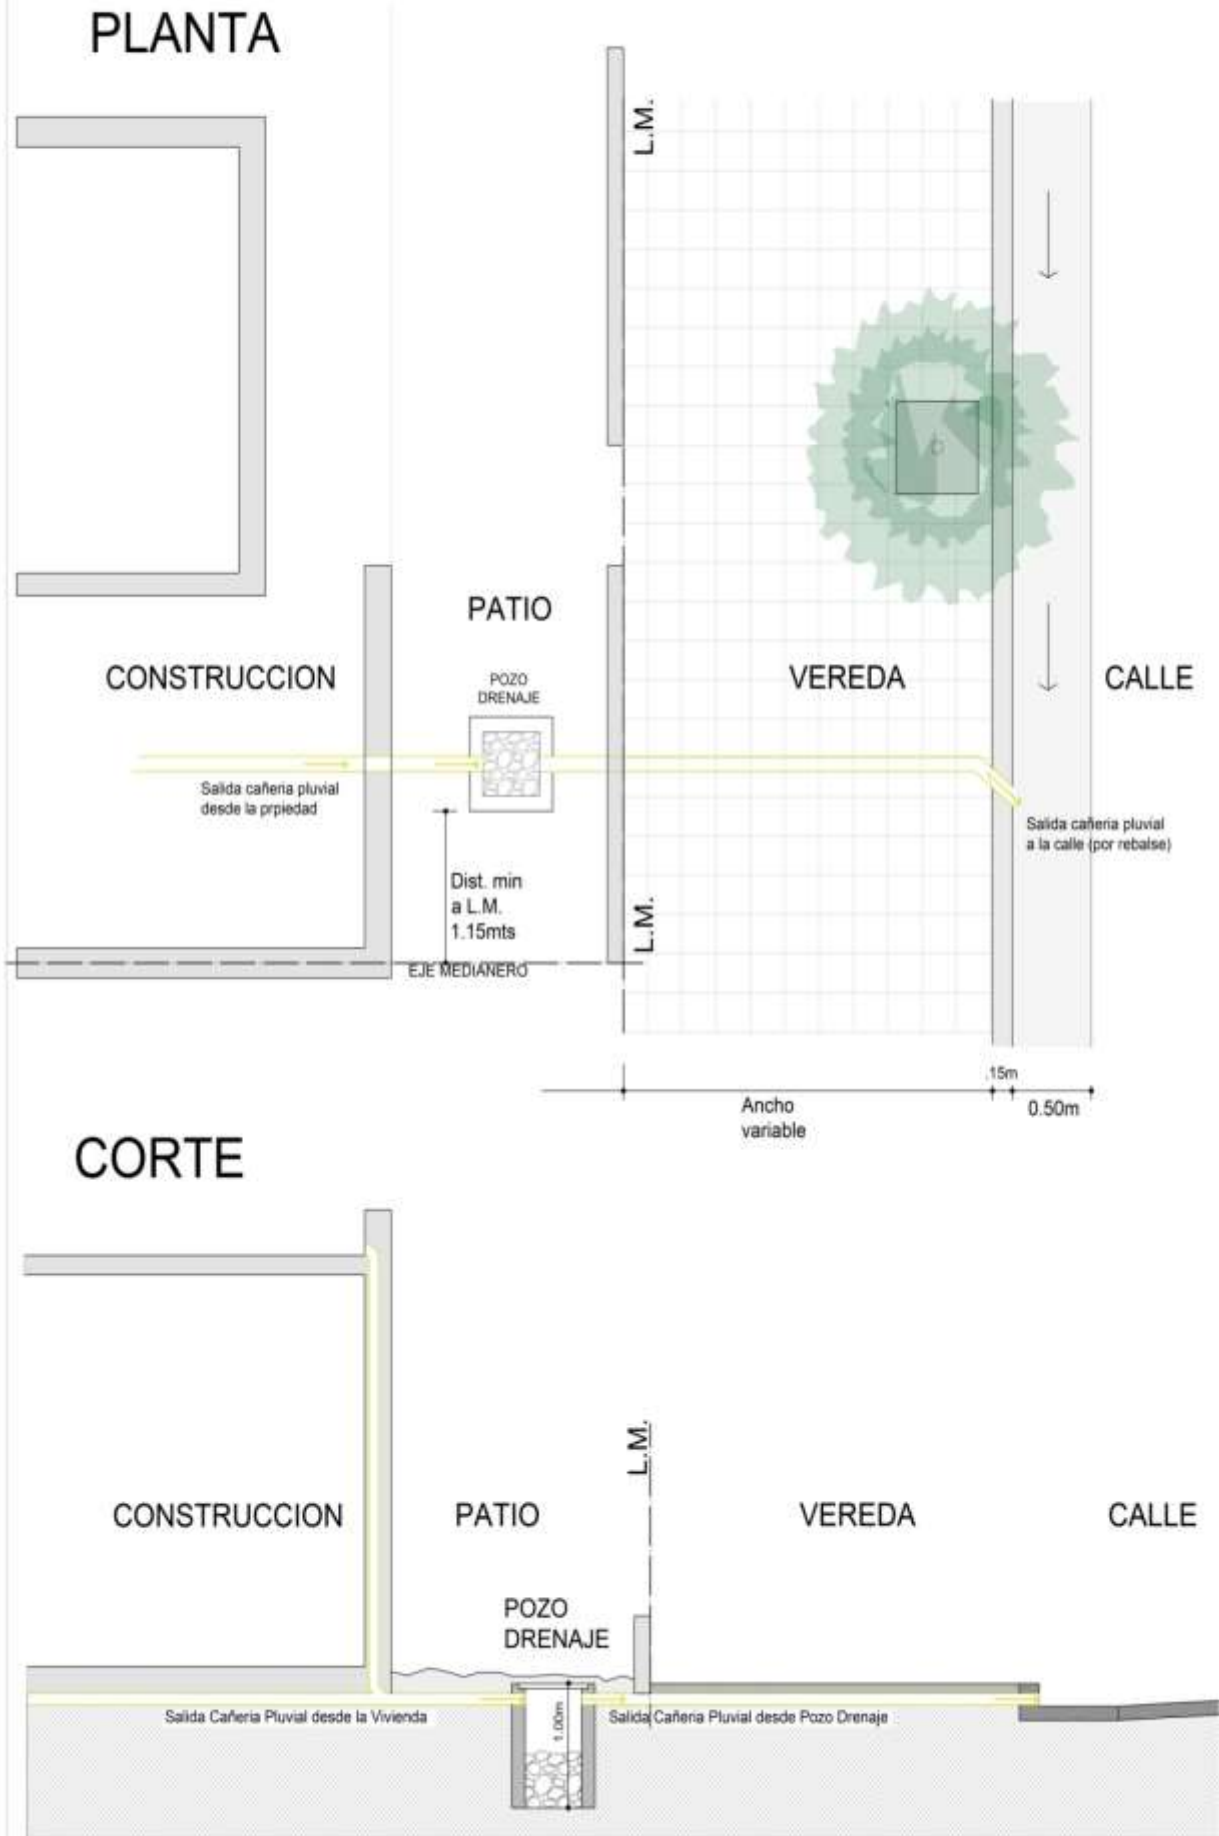 PLANTA
L.M.
PATIO
CONSTRUCCION
POZO
DRENAJE
VEREDA
CALLE
Salida cañeria pluvial
desde la prpiedad
Salida cañeria pluvial
a la calle (por rebalse)
Dist. min
a L.M.
1.15mts
L.M.
EJE MEDIANERO
.15m
Ancho
variable
0.50m
CORTE
L.M.
CONSTRUCCION
PATIO
VEREDA
CALLE
POZO
DRENAJE
Salida Cañeria Pluvial desde la Vivienda
1.00m
Salida Cañeria Pluvial desde Pozo Drenaje